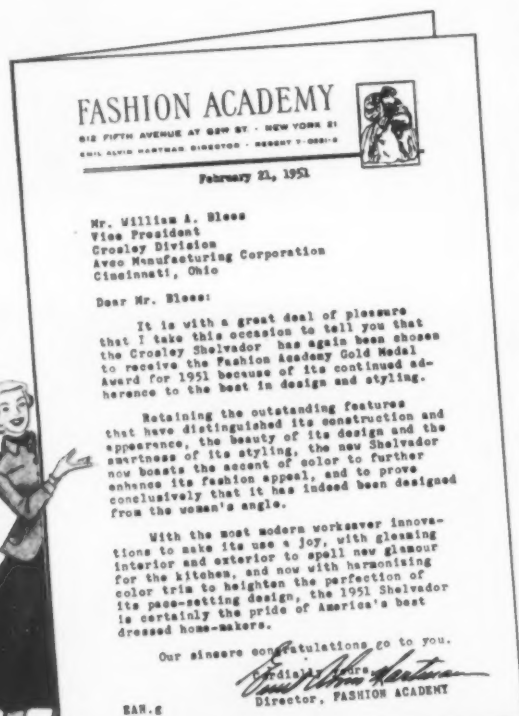 FASHION ACADEMY
812 FIFTH AVENUE AT 62ND ST. · NEW YORK 21
EMIL ALVIN HARTMAN DIRECTOR · REGENT 7-0581-2
February 21, 1951
Mr. William A. Blees
Vice President
Crosley Division
Avco Manufacturing Corporation
Cincinnati, Ohio
Dear Mr. Blees:
It is with a great deal of pleasure
that I take this occasion to tell you that
the Crosley Shelvador has again been chosen
to receive the Fashion Academy Gold Medal
Award for 1951 because of its continued ad-
herence to the best in design and styling.
Retaining the outstanding features
that have distinguished its construction and
appearance, the beauty of its design and the
smartness of its styling, the new Shelvador
now boasts the accent of color to further
enhance its fashion appeal, and to prove
conclusively that it has indeed been designed
from the woman's angle.
With the most modern worksaver innova-
tions to make its use a joy, with gleaming
interior and exterior to spell new glamour
for the kitchen, and now with harmonizing
color trim to heighten the perfection of
its pace-setting design, the 1951 Shelvador
is certainly the pride of America's best
dressed home-makers.
Our sincere congratulations go to you.
Cordially yours,
Emil Alvin Hartman
Director, FASHION ACADEMY
EAH.g